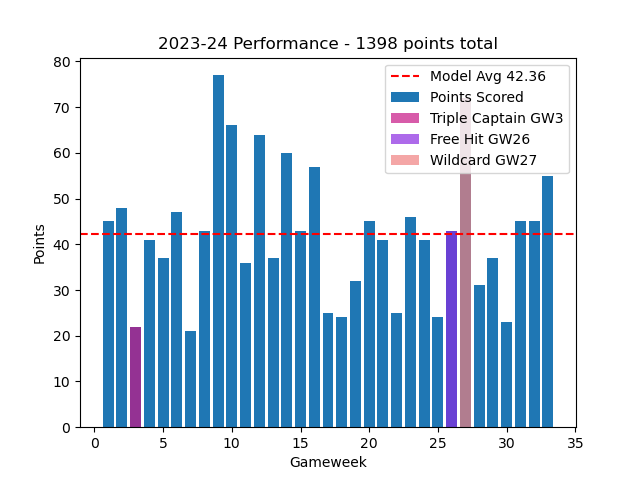 2023-24 Performance - 1398 points total
80
70
60
50
40
30
20
10
0
Points
Model Avg 42.36
Points Scored
Triple Captain GW3
Free Hit GW26
Wildcard GW27
0 5 10 15 20 25 30 35
Gameweek